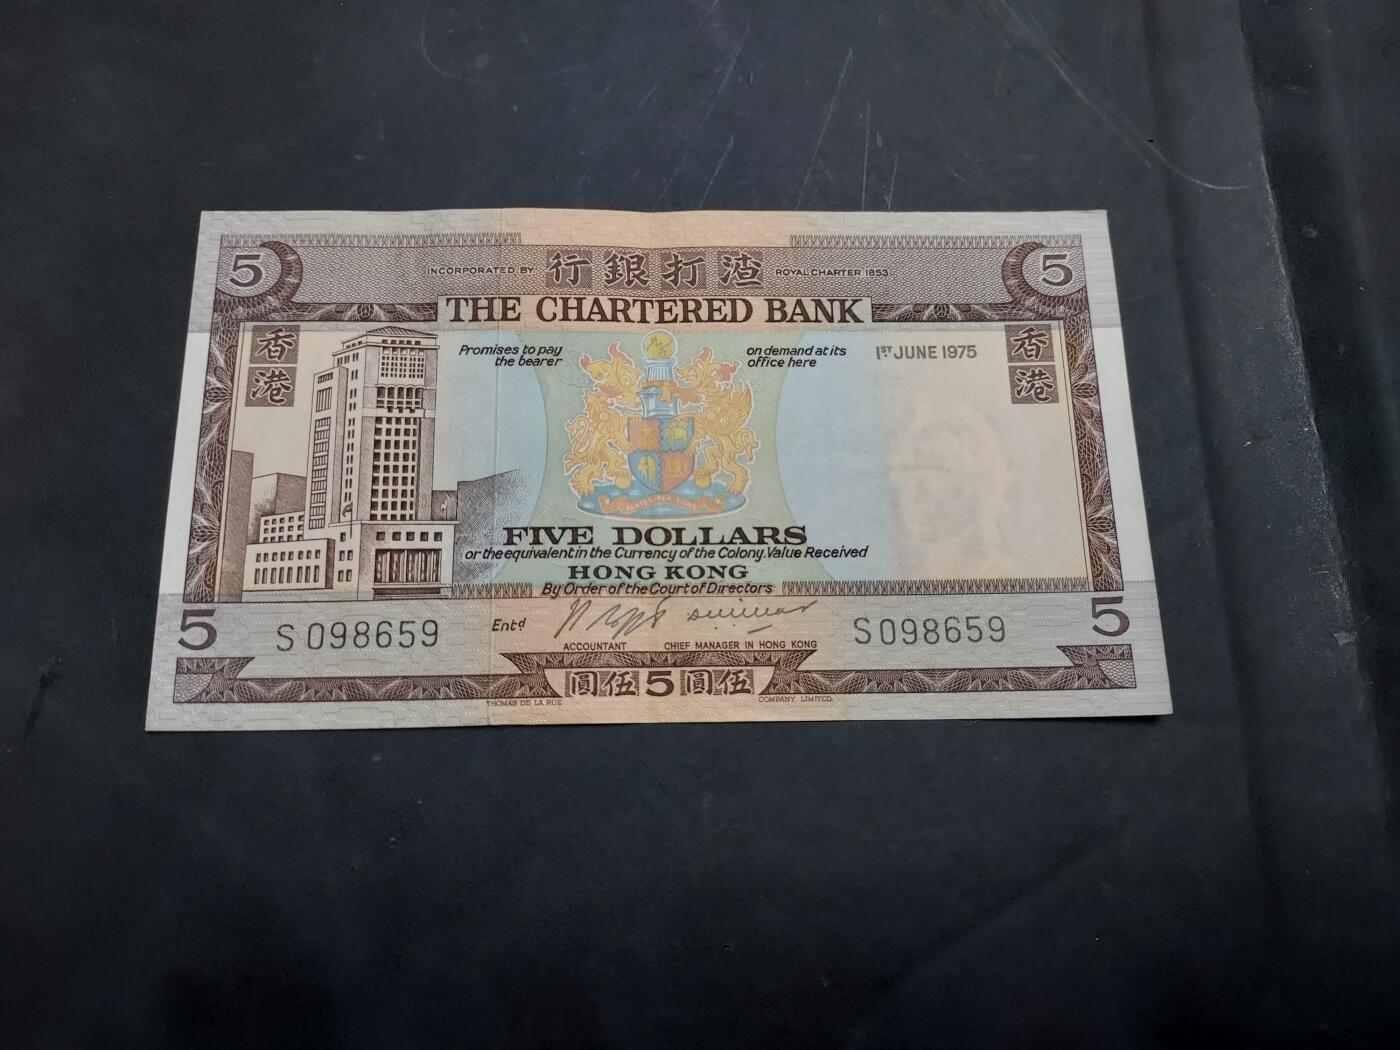 5
INCORPORATED BY 行銀打渣 ROYAL CHARTER 1853
5
THE CHARTERED BANK
香港
Promises to pay the bearer
on demand at its office here
1ST JUNE 1975
香港
PARTES PER OMNES
FIVE DOLLARS
or the equivalent in the Currency of the Colony. Value Received
HONG KONG
By Order of the Court of Directors
5
S 098659
Entd
ACCOUNTANT
CHIEF MANAGER IN HONG KONG
S 098659
5
圓伍 5 圓伍
THOMAS DE LA RUE
COMPANY, LIMITED.